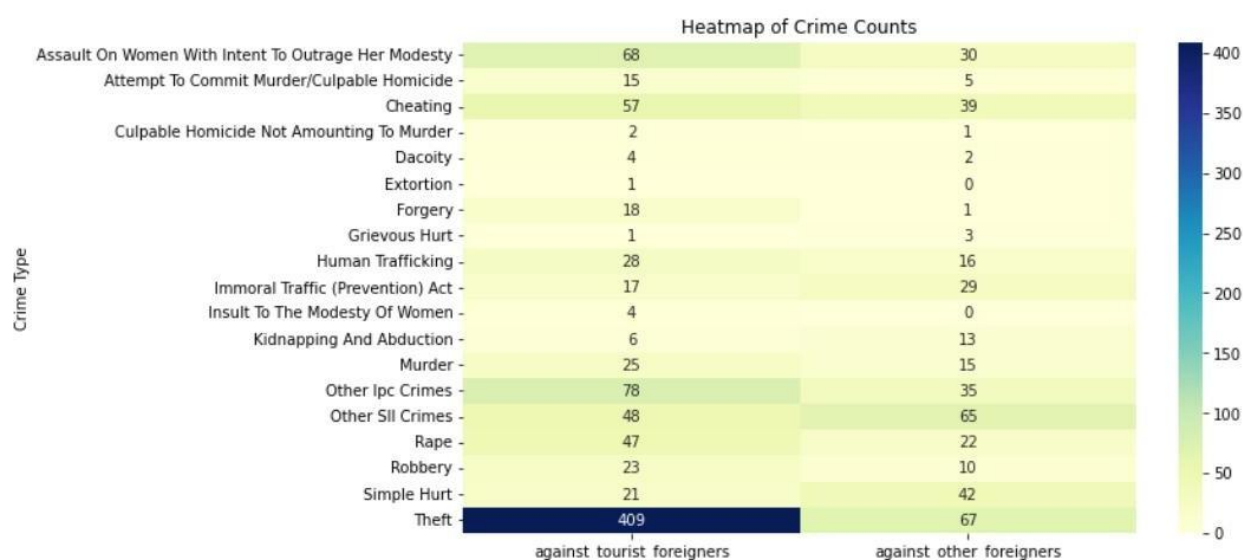 Heatmap of Crime Counts
Assault On Women With Intent To Outrage Her Modesty 68 30
Attempt To Commit Murder/Culpable Homicide 15 5
Cheating 57 39
Culpable Homicide Not Amounting To Murder 2 1
Dacoity 4 2
Extortion 1 0
Forgery 18 1
Grievous Hurt 1 3
Human Trafficking 28 16
Immoral Traffic (Prevention) Act 17 29
Insult To The Modesty Of Women 4 0
Kidnapping And Abduction 6 13
Murder 25 15
Other Ipc Crimes 78 35
Other Sll Crimes 48 65
Rape 47 22
Robbery 23 10
Simple Hurt 21 42
Theft 409 67
against tourist foreigners against other foreigners
Crime Type
400
350
300
250
200
150
100
50
0